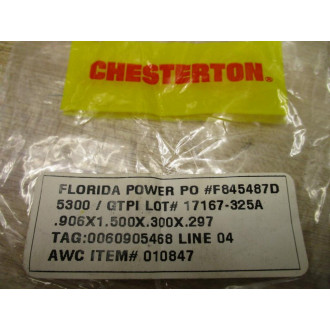 CHESTERTON.
FLORIDA POWER PO #F645487D
5300 / GTPI LOT# 17167-325A
.906X1.500X.300X.297
TAG:0060905468 LINE 04
AWC ITEM# 010847